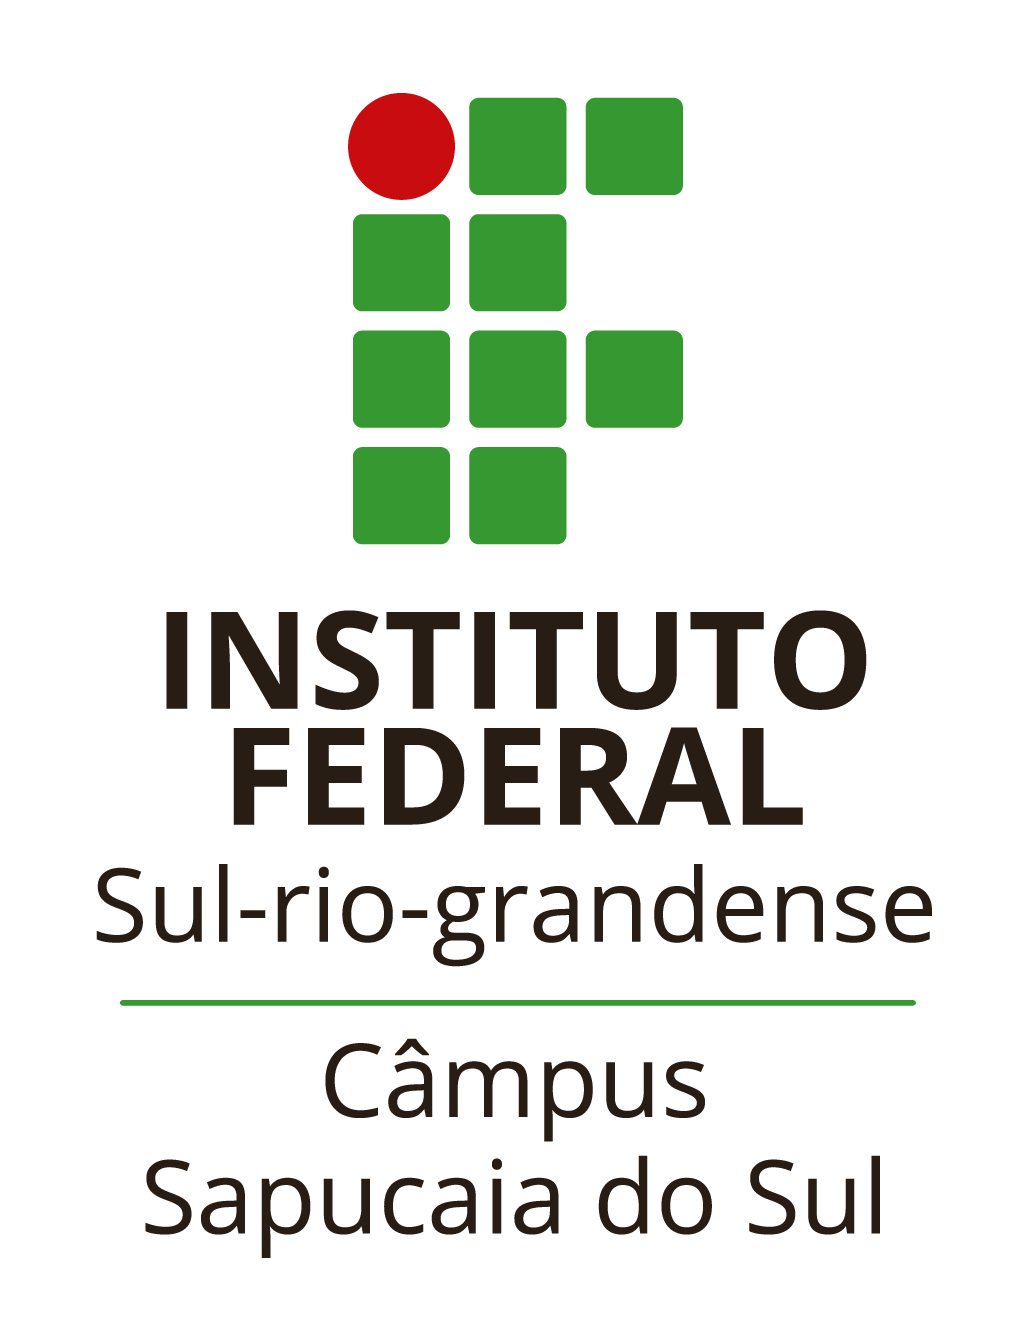 INSTITUTO
FEDERAL
Sul-rio-grandense
Câmpus
Sapucaia do Sul